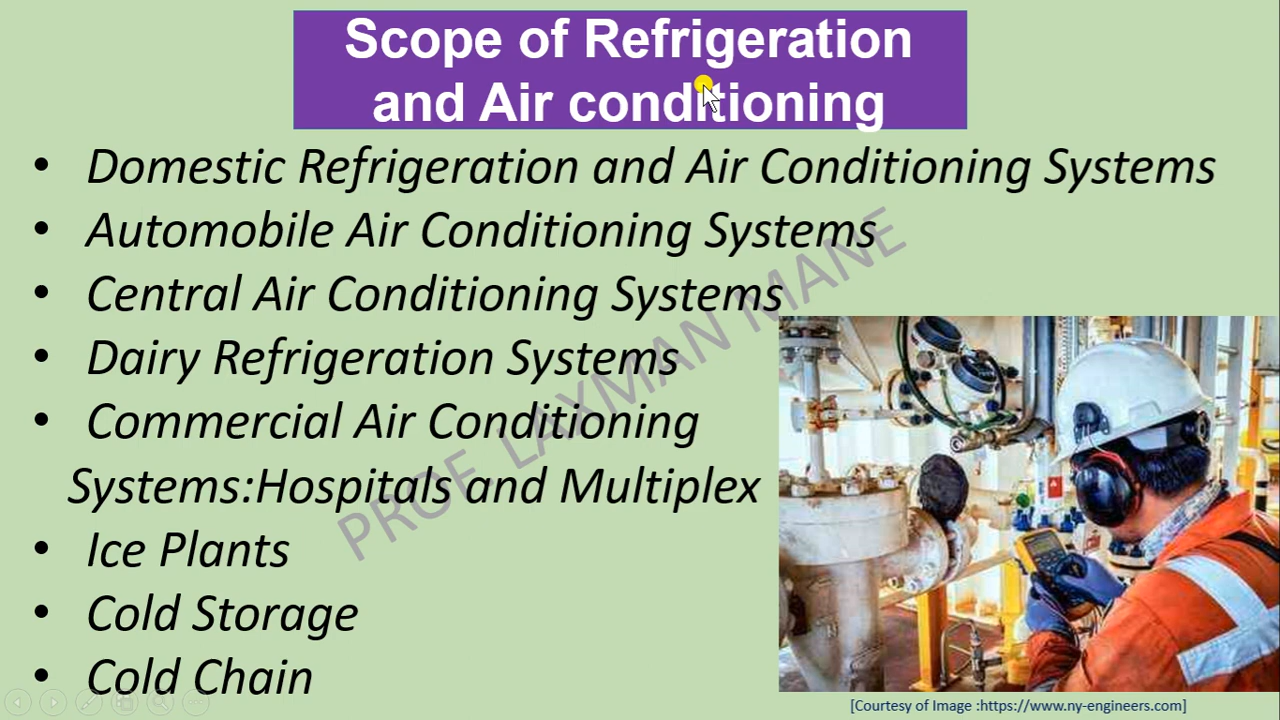 Scope of Refrigeration
and Air conditioning
• Domestic Refrigeration and Air Conditioning Systems
• Automobile Air Conditioning Systems
• Central Air Conditioning Systems
• Dairy Refrigeration Systems
• Commercial Air Conditioning
Systems:Hospitals and Multiplex
• Ice Plants
• Cold Storage
• Cold Chain
PROF. LAXMAN MANE
[Courtesy of Image :https://www.ny-engineers.com]